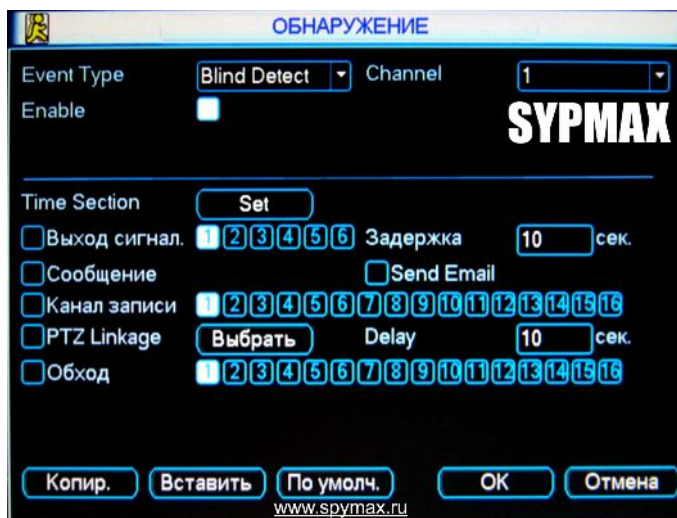 ОБНАРУЖЕНИЕ
Event Type Blind Detect Channel 1
Enable
SYPMAX
Time Section Set
Выход сигнал. 1 2 3 4 5 6 Задержка 10 сек.
Сообщение Send Email
Канал записи 1 2 3 4 5 6 7 8 9 10 11 12 13 14 15 16
PTZ Linkage Выбрать Delay 10 сек.
Обход 1 2 3 4 5 6 7 8 9 10 11 12 13 14 15 16
Копир. Вставить По умолч. OK Отмена
www.spymax.ru